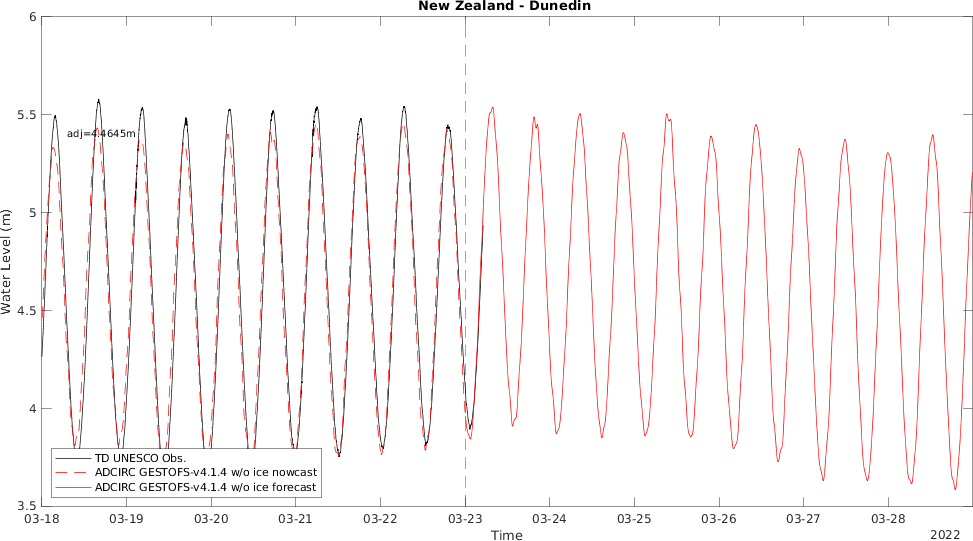 New Zealand - Dunedin
6
5.5
5
4.5
4
3.5
Water Level (m)
adj=4.4645m
TD UNESCO Obs.
ADCIRC GESTOFS-v4.1.4 w/o ice nowcast
ADCIRC GESTOFS-v4.1.4 w/o ice forecast
03-18 03-19 03-20 03-21 03-22 03-23 03-24 03-25 03-26 03-27 03-28
Time
2022